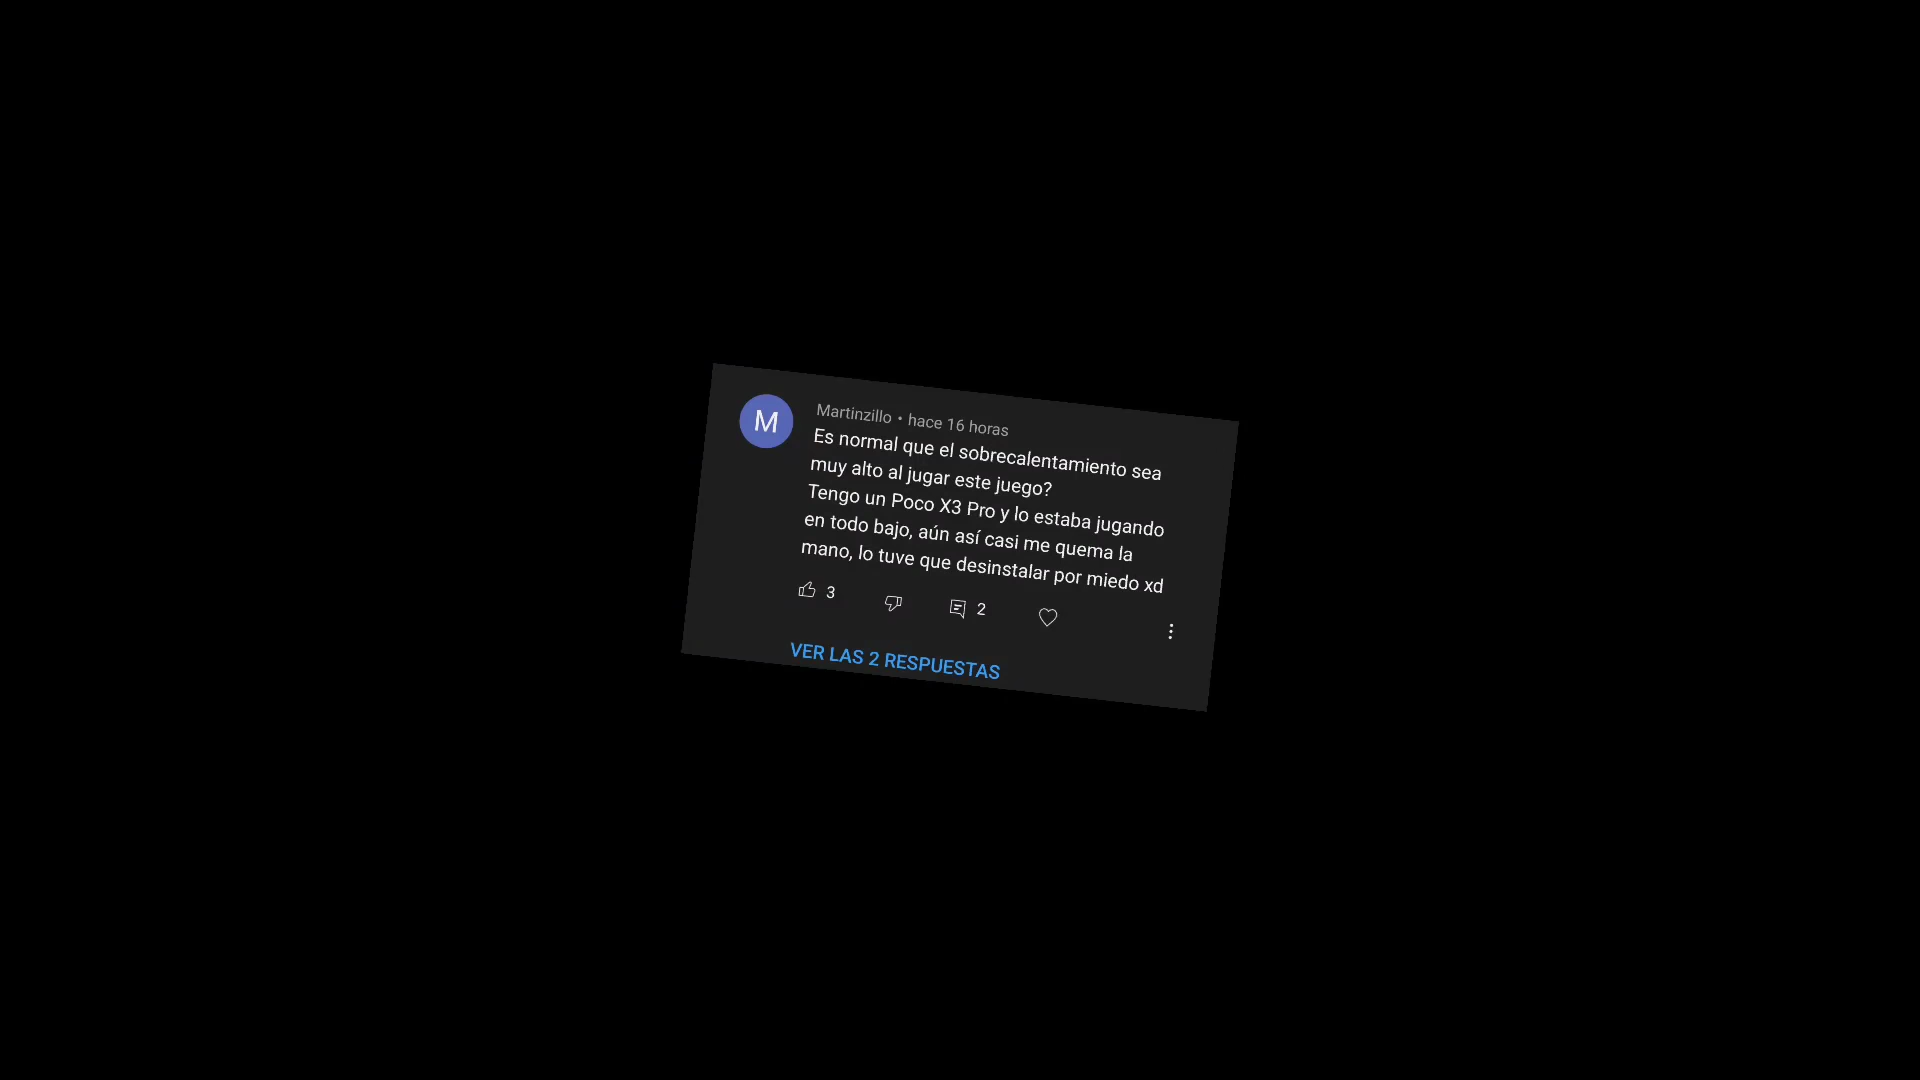 M
Martinzillo • hace 16 horas
Es normal que el sobrecalentamiento sea
muy alto al jugar este juego?
Tengo un Poco X3 Pro y lo estaba jugando
en todo bajo, aún así casi me quema la
mano, lo tuve que desinstalar por miedo xd
3 2
VER LAS 2 RESPUESTAS